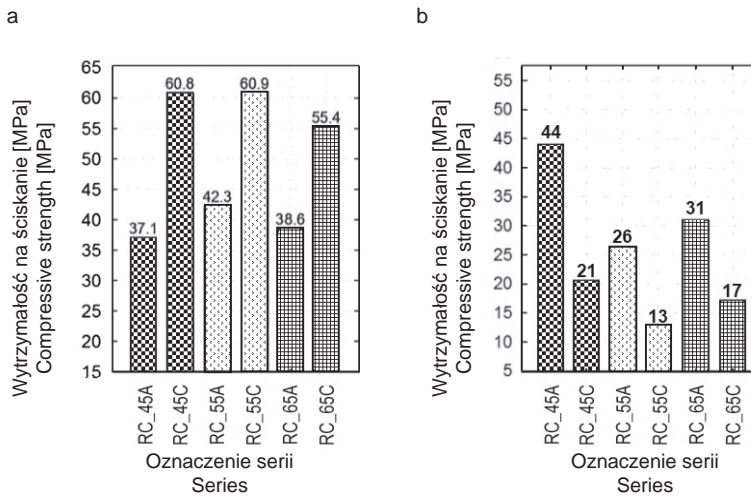 a
Wytrzymałość na ściskanie [MPa]
Compressive strength [MPa]
65
60
55
50
45
40
35
30
25
20
15
37.1
60.8
42.3
60.9
38.6
55.4
RC_45A
RC_45C
RC_55A
RC_55C
RC_65A
RC_65C
Oznaczenie serii
Series
b
Wytrzymałość na ściskanie [MPa]
Compressive strength [MPa]
55
50
45
40
35
30
25
20
15
10
5
44
21
26
13
31
17
RC_45A
RC_45C
RC_55A
RC_55C
RC_65A
RC_65C
Oznaczenie serii
Series